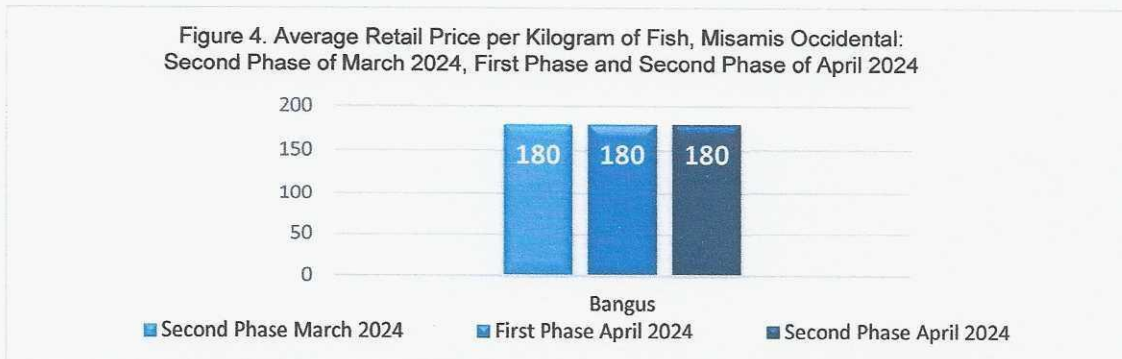 Figure 4. Average Retail Price per Kilogram of Fish, Misamis Occidental:
Second Phase of March 2024, First Phase and Second Phase of April 2024
200
150
100
50
0
180 180 180
Bangus
Second Phase March 2024 First Phase April 2024 Second Phase April 2024